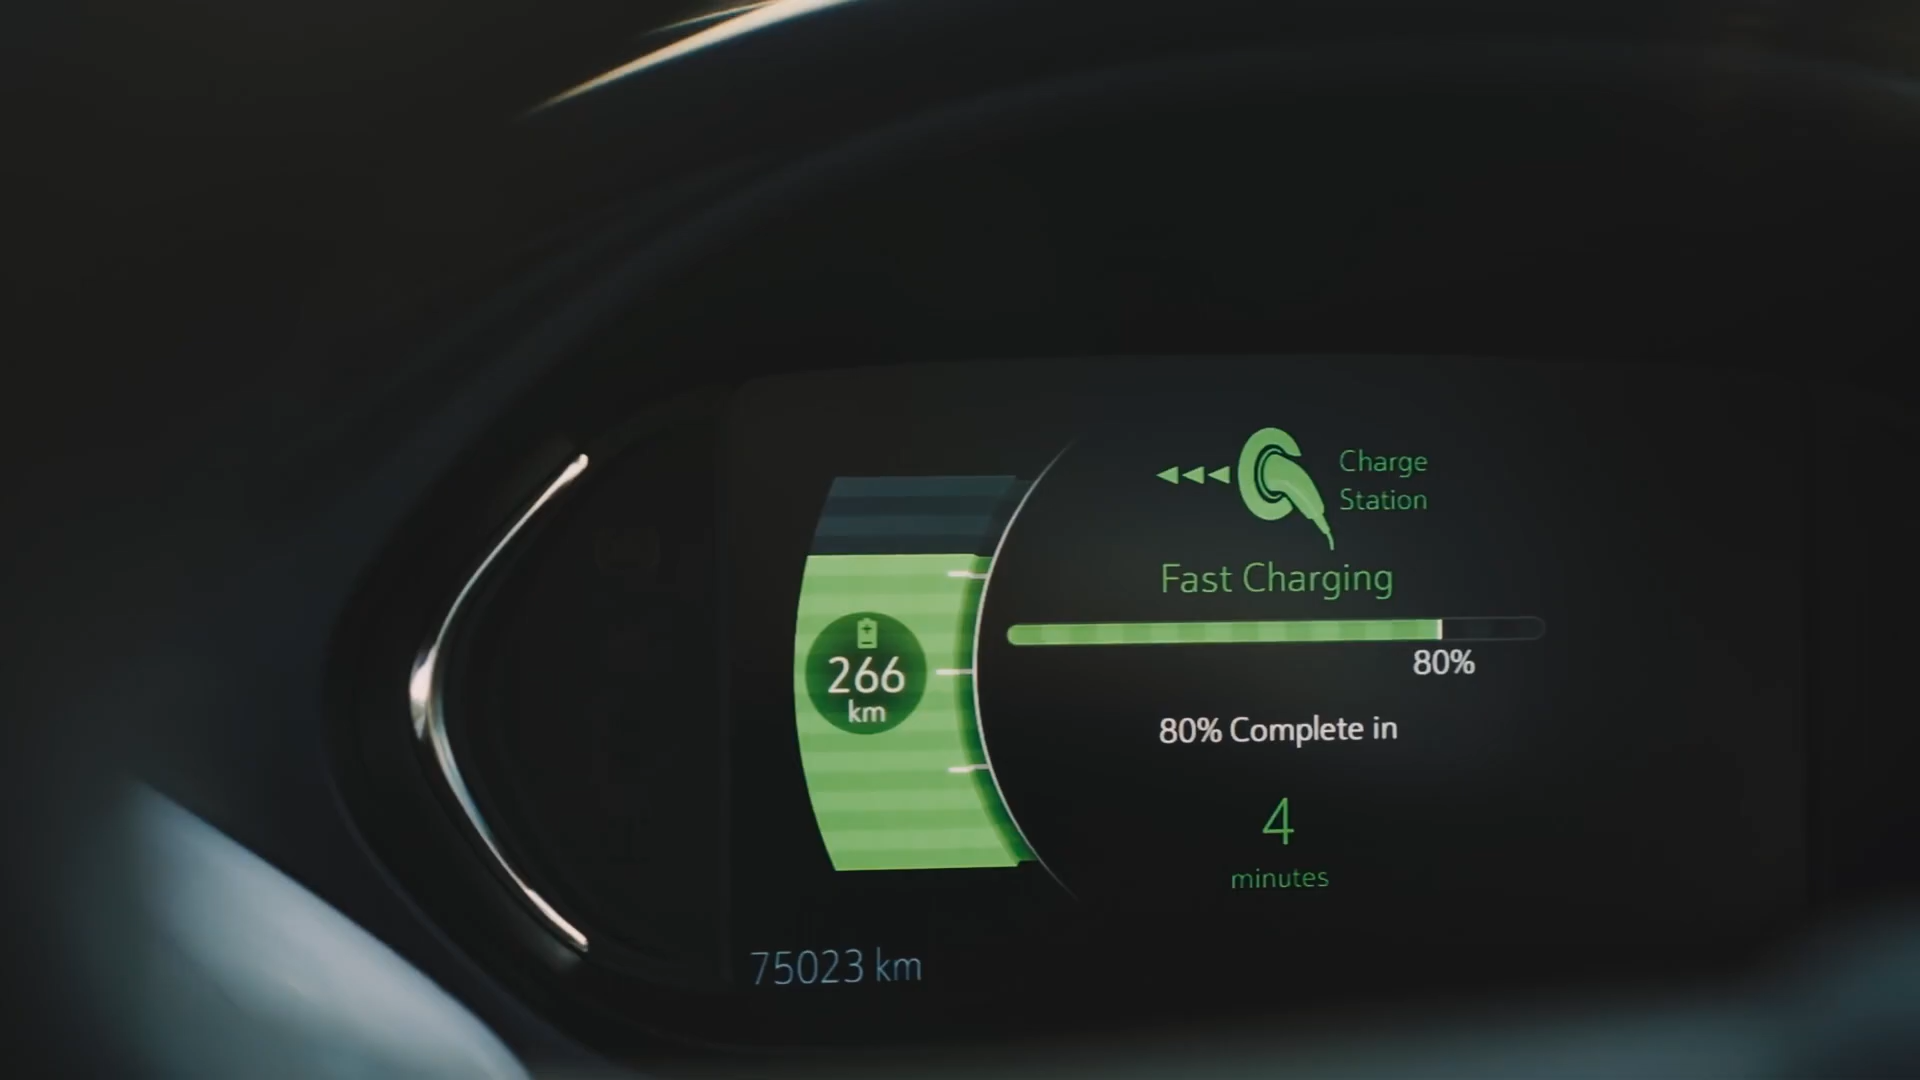 Charge
Station
Fast Charging
80%
266
km
80% Complete in
4
minutes
75023 km